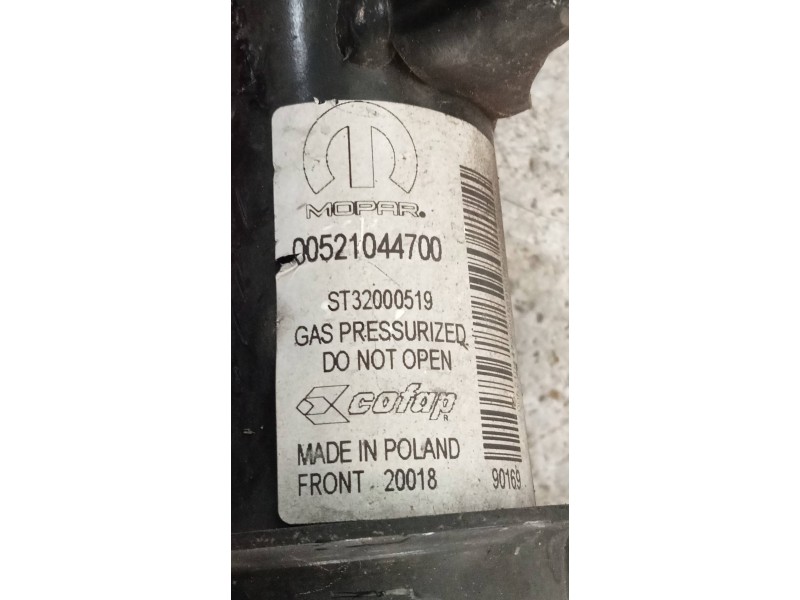 MOPAR®
00521044700
ST32000519
GAS PRESSURIZED
DO NOT OPEN
cofap®
MADE IN POLAND
FRONT 20018
90169